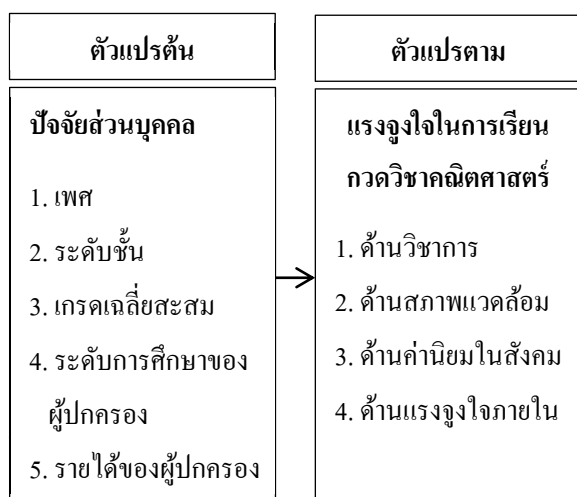 ตัวแปรต้น
ปัจจัยส่วนบุคคล
1. เพศ
2. ระดับชั้น
3. เกรดเฉลี่ยสะสม
4. ระดับการศึกษาของ
ผู้ปกครอง
5. รายได้ของผู้ปกครอง
ตัวแปรตาม
แรงจูงใจในการเรียน
กวดวิชาคณิตศาสตร์
1. ด้านวิชาการ
2. ด้านสภาพแวดล้อม
3. ด้านค่านิยมในสังคม
4. ด้านแรงจูงใจภายใน